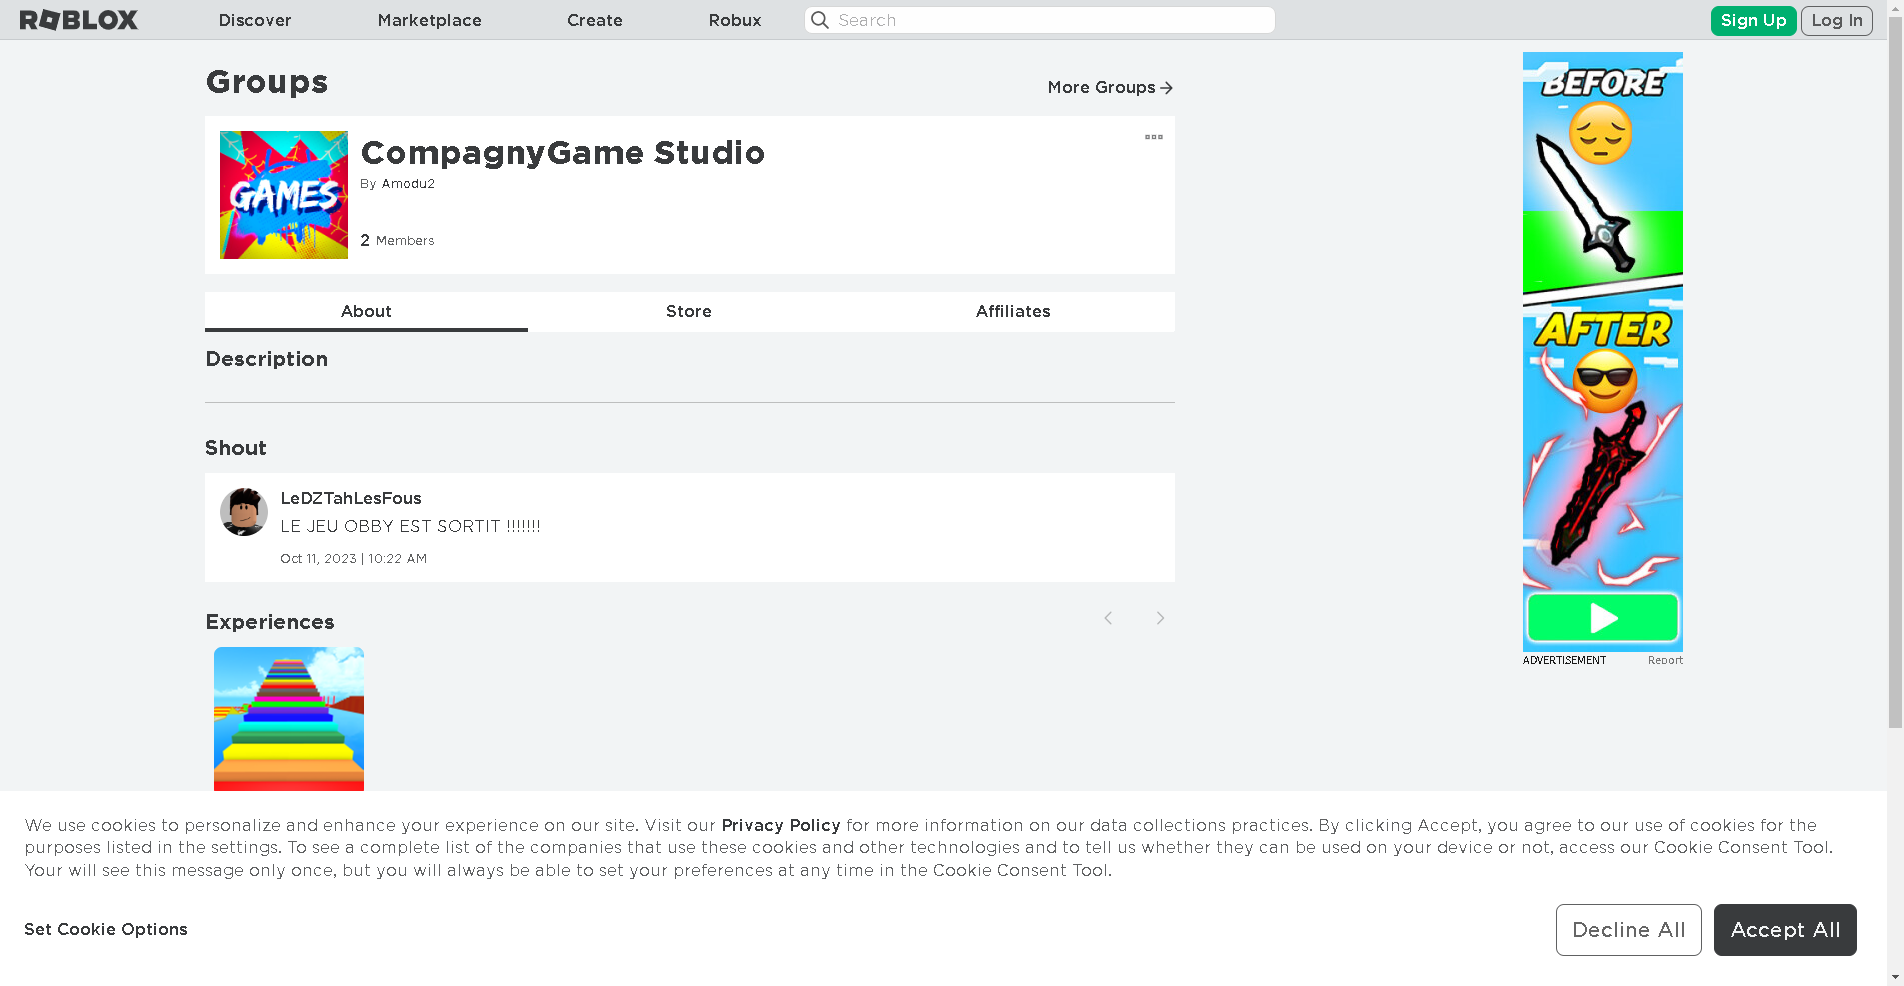 ROBLOX
Discover
Marketplace
Create
Robux
Search
Sign Up
Log In
Groups
More Groups
GAMES
CompagnyGame Studio
By Amodu2
2 Members
About
Store
Affiliates
Description
Shout
LeDZTahLesFous
LE JEU OBBY EST SORTIT !!!!!!!
Oct 11, 2023 | 10:22 AM
Experiences
BEFORE
AFTER
ADVERTISEMENT
Report
We use cookies to personalize and enhance your experience on our site. Visit our Privacy Policy for more information on our data collections practices. By clicking Accept, you agree to our use of cookies for the
purposes listed in the settings. To see a complete list of the companies that use these cookies and other technologies and to tell us whether they can be used on your device or not, access our Cookie Consent Tool.
Your will see this message only once, but you will always be able to set your preferences at any time in the Cookie Consent Tool.
Set Cookie Options
Decline All
Accept All